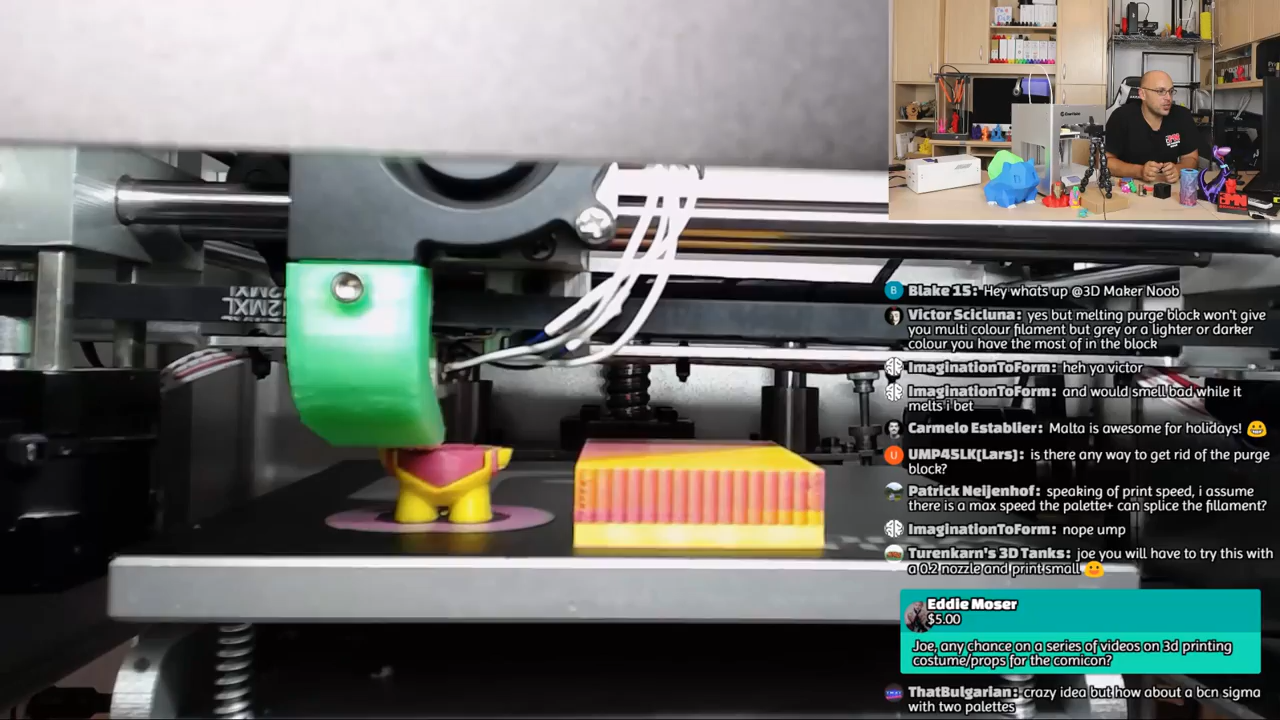 12MXL
12M
B
Blake 15: Hey whats up @3D Maker Noob
Victor Scicluna: yes but melting purge block won't give
you multi colour filament but grey or a lighter or darker
colour you have the most of in the block
ImaginationToForm: heh ya victor
ImaginationToForm: and would smell bad while it
melts i bet
Carmelo Establier: Malta is awesome for holidays! 😀
U
UMP45LK[Lars]: is there any way to get rid of the purge
block?
Patrick Neijenhof: speaking of print speed, i assume
there is a max speed the palette+ can splice the fillament?
ImaginationToForm: nope ump
Turenkarn's 3D Tanks: joe you will have to try this with
a 0.2 nozzle and print small 😀
Eddie Moser
$5.00
Joe, any chance on a series of videos on 3d printing
costume/props for the comicon?
ThatBulgarian: crazy idea but how about a bcn sigma
with two palettes